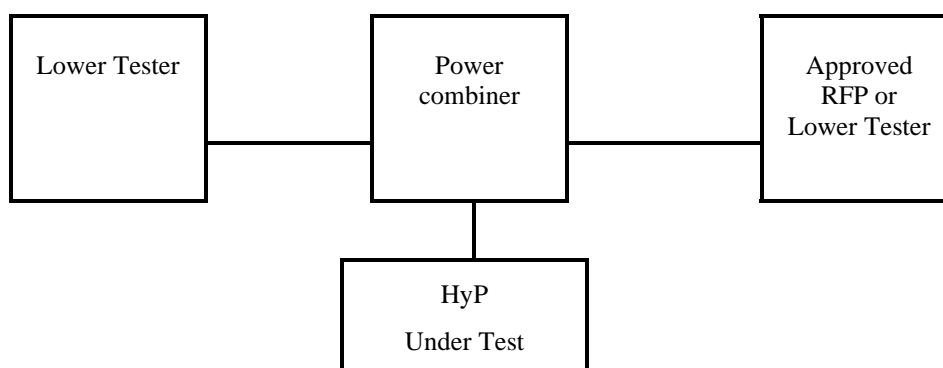 Lower Tester
Power
combiner
Approved
RFP or
Lower Tester
HyP
Under Test